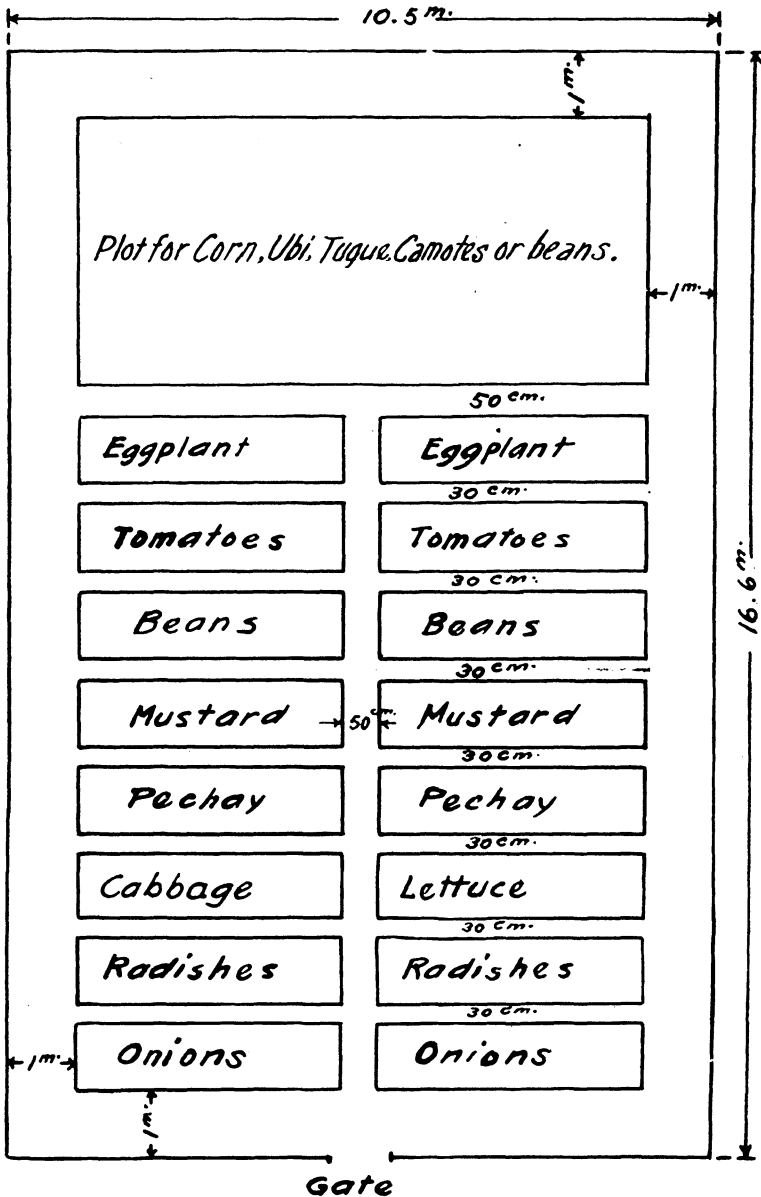 10.5 m.
1 m.
Plot for Corn, Ubi, Tugue, Camotes or beans.
1 m.
50 cm.
Eggplant Eggplant
30 cm.
Tomatoes Tomatoes
30 cm.
16.6 m.
Beans Beans
30 cm.
Mustard 50 cm. Mustard
30 cm.
Pechay Pechay
30 cm.
Cabbage Lettuce
30 cm.
Radishes Radishes
30 cm.
1 m. Onions Onions
1 m.
Gate